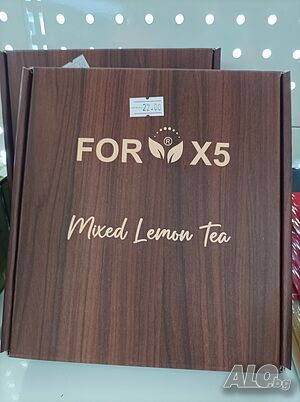 22.00
FOR ® X5
Mixed Lemon Tea
ALO.bg